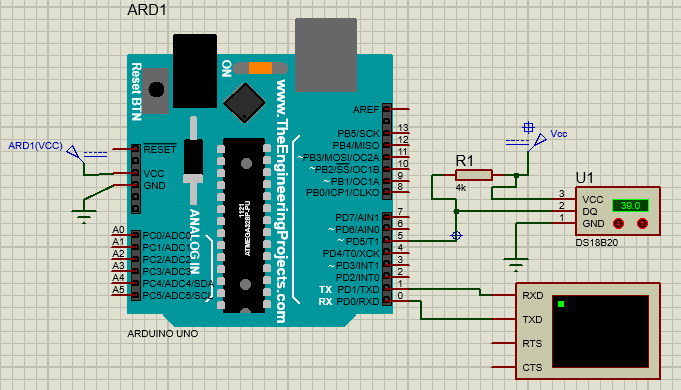 ARD1
Reset BTN
ON
www.TheEngineeringProjects.com
ARD1(VCC)
RESET
VCC
GND
ANALOG IN
ATMEGA328P-PU
1121
A0 PC0/ADC0
A1 PC1/ADC1
A2 PC2/ADC2
A3 PC3/ADC3
A4 PC4/ADC4/SDA
A5 PC5/ADC5/SCL
ARDUINO UNO
AREF
PB5/SCK 13
PB4/MISO 12
~PB3/MOSI/OC2A 11
~PB2/SS/OC1B 10
~PB1/OC1A 9
PB0/ICP1/CLKO 8
PD7/AIN1 7
~PD6/AIN0 6
~PD5/T1 5
PD4/T0/XCK 4
~PD3/INT1 3
PD2/INT0 2
TX PD1/TXD 1
RX PD0/RXD 0
R1
4k
Vcc
U1
3 VCC
2 DQ
1 GND
39.0
DS18B20
RXD
TXD
RTS
CTS